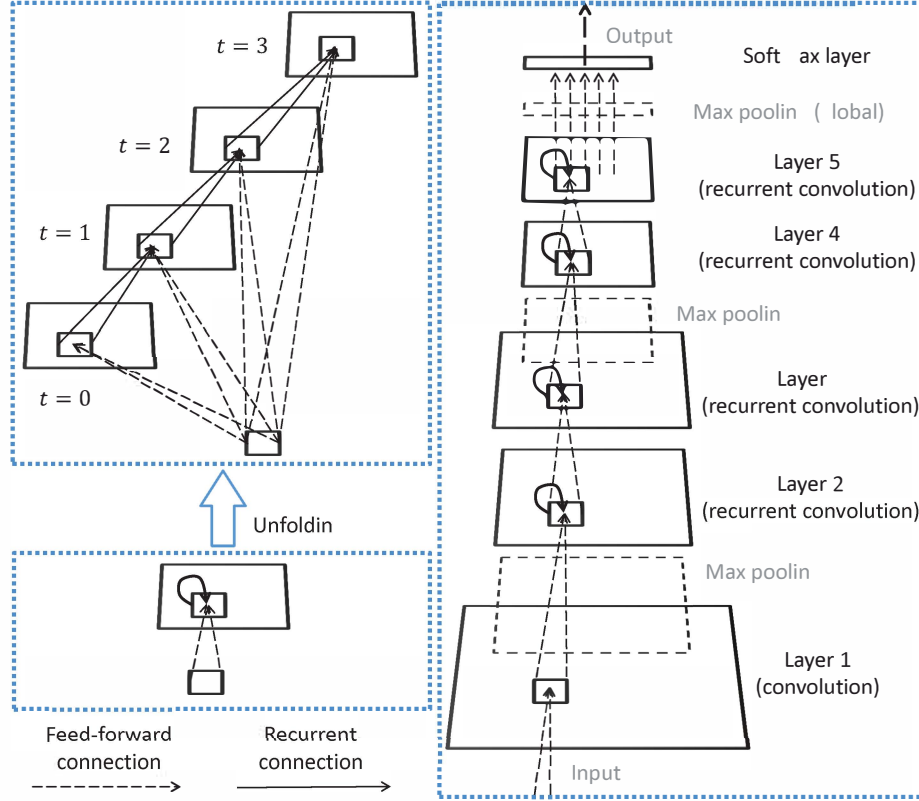 t = 3
t = 2
t = 1
t = 0
Unfoldin
Feed-forward
connection
Recurrent
connection
Output
Soft ax layer
Max poolin ( lobal)
Layer 5
(recurrent convolution)
Layer 4
(recurrent convolution)
Max poolin
Layer
(recurrent convolution)
Layer 2
(recurrent convolution)
Max poolin
Layer 1
(convolution)
Input